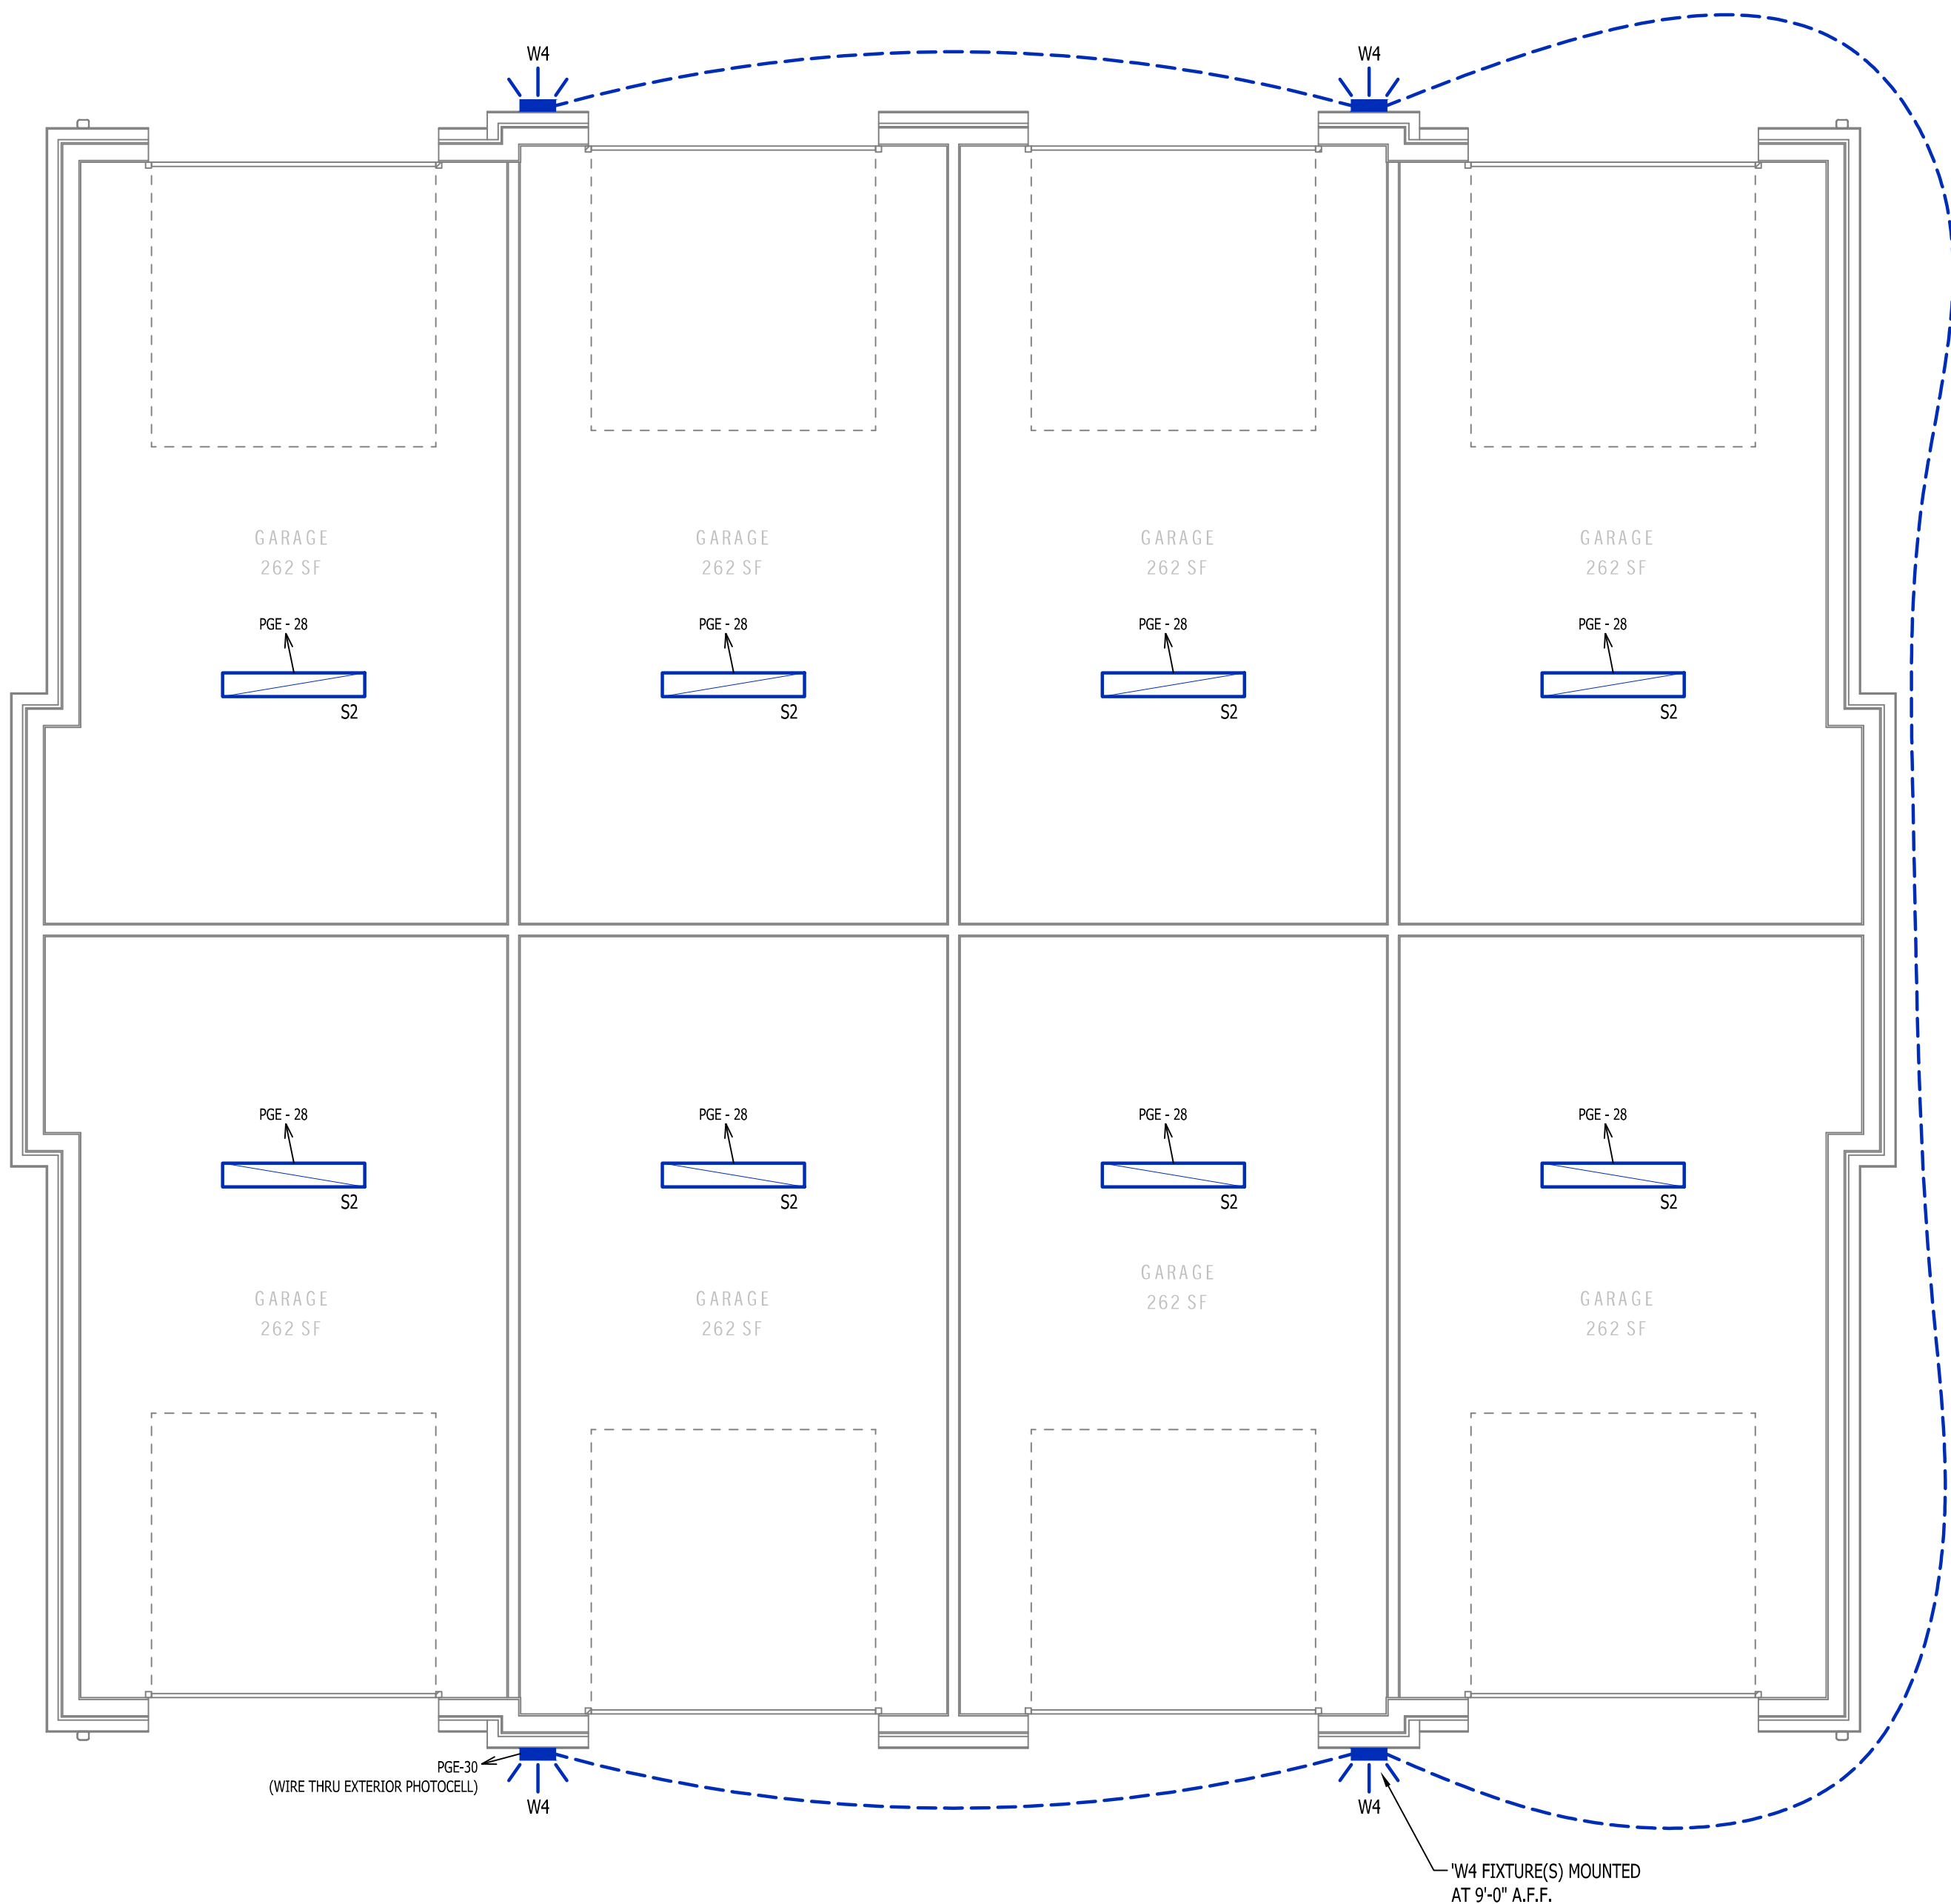 W4
W4
GARAGE
262 SF
GARAGE
262 SF
GARAGE
262 SF
GARAGE
262 SF
PGE - 28
PGE - 28
PGE - 28
PGE - 28
S2
S2
S2
S2
PGE - 28
PGE - 28
PGE - 28
PGE - 28
S2
S2
S2
S2
GARAGE
262 SF
GARAGE
262 SF
GARAGE
262 SF
GARAGE
262 SF
PGE-30
(WIRE THRU EXTERIOR PHOTOCELL)
W4
W4
'W4 FIXTURE(S) MOUNTED
AT 9'-0" A.F.F.